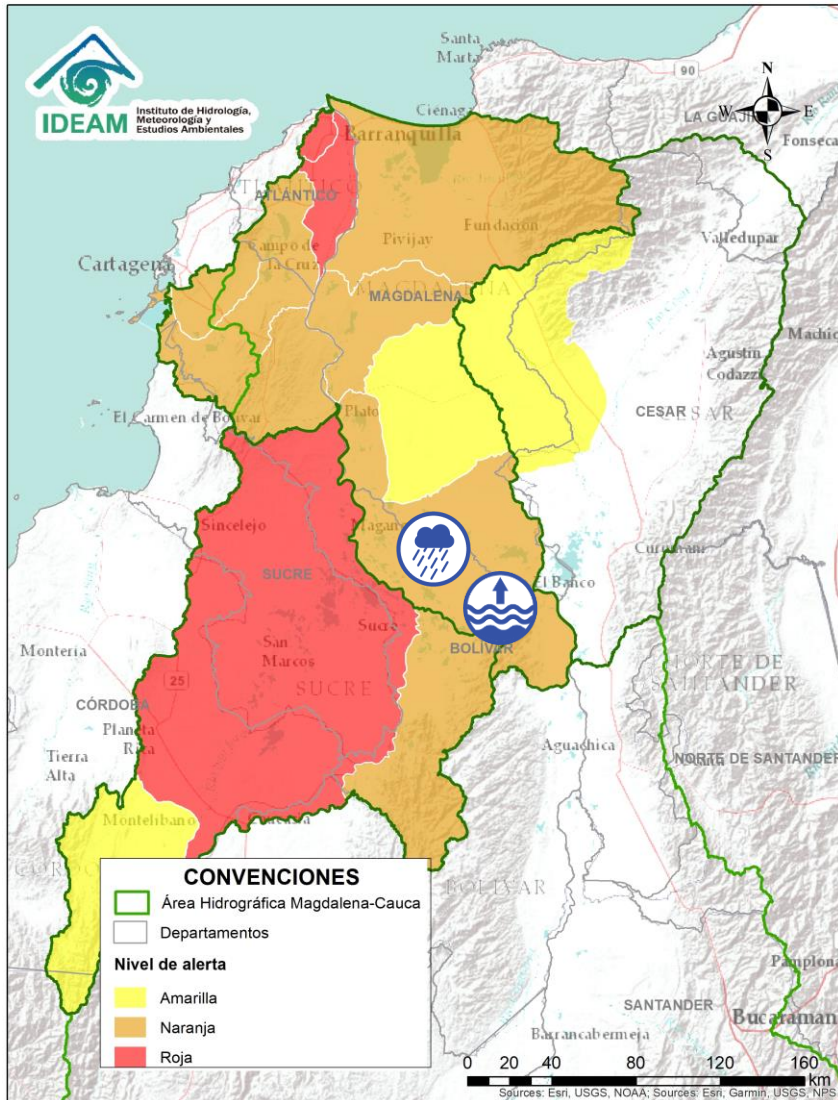 IDEAM
Instituto de Hidrología,
Meteorología y
Estudios Ambientales
Santa
Marta
90
N
W
E
S
Ciénaga
LA GUAJIRA
Fonseca
Barranquilla
ATLÁNTICO
Fundación
Valledupar
Cartagena
Campo de
la Cruz
Pivijay
MAGDALENA
MAGDALENA
Agustín
Codazzi
CESAR
CESAR
El Carmen de Bolívar
Plato
Sincelejo
SUCRE
Curumaní
El Banco
Sucre
Montería
San
Marcos
BOLÍVAR
25
SUCRE
NORTE DE
SANTANDER
CÓRDOBA
Planeta
Rica
Tierra
Alta
Aguachica
NORTE DE SANTANDER
Montelíbano
Caucasia
BOLÍVAR
CONVENCIONES
Área Hidrográfica Magdalena-Cauca
Departamentos
Nivel de alerta
Amarilla
Naranja
Roja
Pamplona
SANTANDER
Bucaraman
Barrancabermeja
0 20 40 80 120 160
km
Sources: Esri, USGS, NOAA; Sources: Esri, Garmin, USGS, NPS